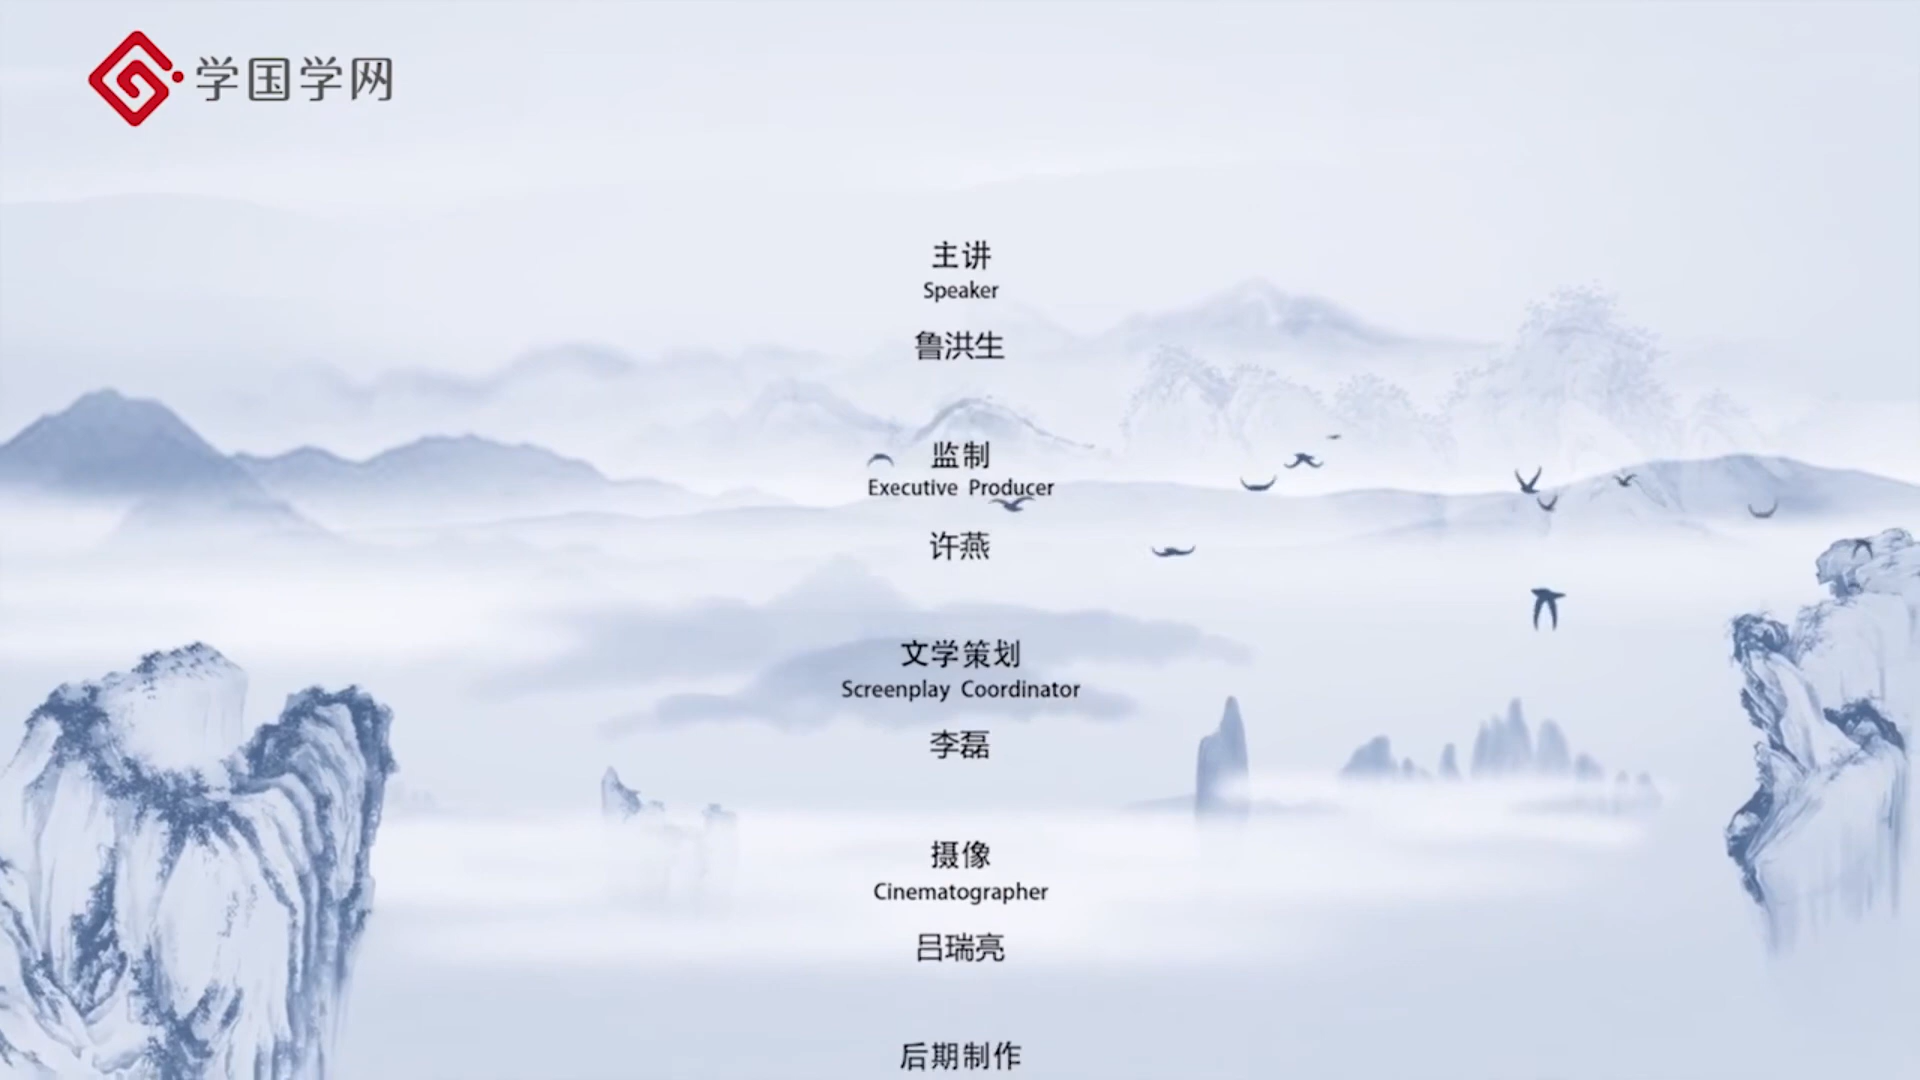 学国学网
主讲
Speaker
鲁洪生
监制
Executive Producer
许燕
文学策划
Screenplay Coordinator
李磊
摄像
Cinematographer
吕瑞亮
后期制作